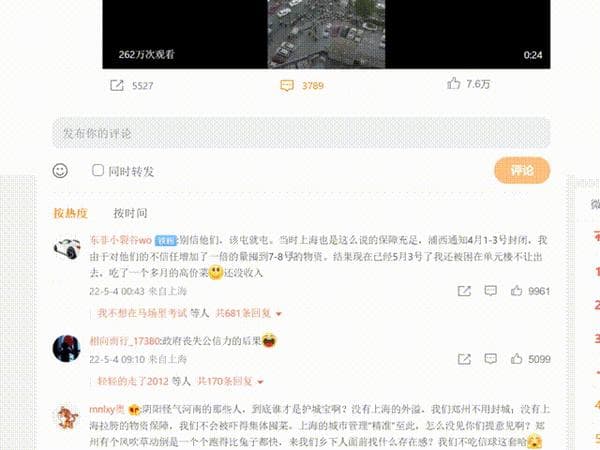 262万次观看
0:24
5527
3789
7.6万
发布你的评论
同时转发
评论
按热度
按时间
微
东非小裂谷wo 铁粉:别信他们，该屯就屯。当时上海也是这么说的保障充足，浦西通知4月1-3号封闭，我
由于对他们的不信任增加了一倍的量囤到7-8号的物资。结果现在已经5月3号了我还被困在单元楼不让出
去，吃了一个多月的高价菜还没收入
22-5-4 00:43 来自上海
9961
我不想在马场里考试 等人 共681条回复
相向而行_17380:政府丧失公信力的后果
22-5-4 09:10 来自上海
5099
轻轻的走了2012 等人 共170条回复
mnlxy奥 :阴阳怪气河南的那些人，到底谁才是护城宝啊？没有上海的外溢，我们郑州不用封城；没有上
海拉胯的物资保障，我们不会被吓得集体囤菜。上海的城市管理"精准"至此，怎么没见你们提意见啊？郑
州有个风吹草动倒是一个个跑得比兔子都快，来我们乡下人面前找什么存在感？我们不吃信球这套哈